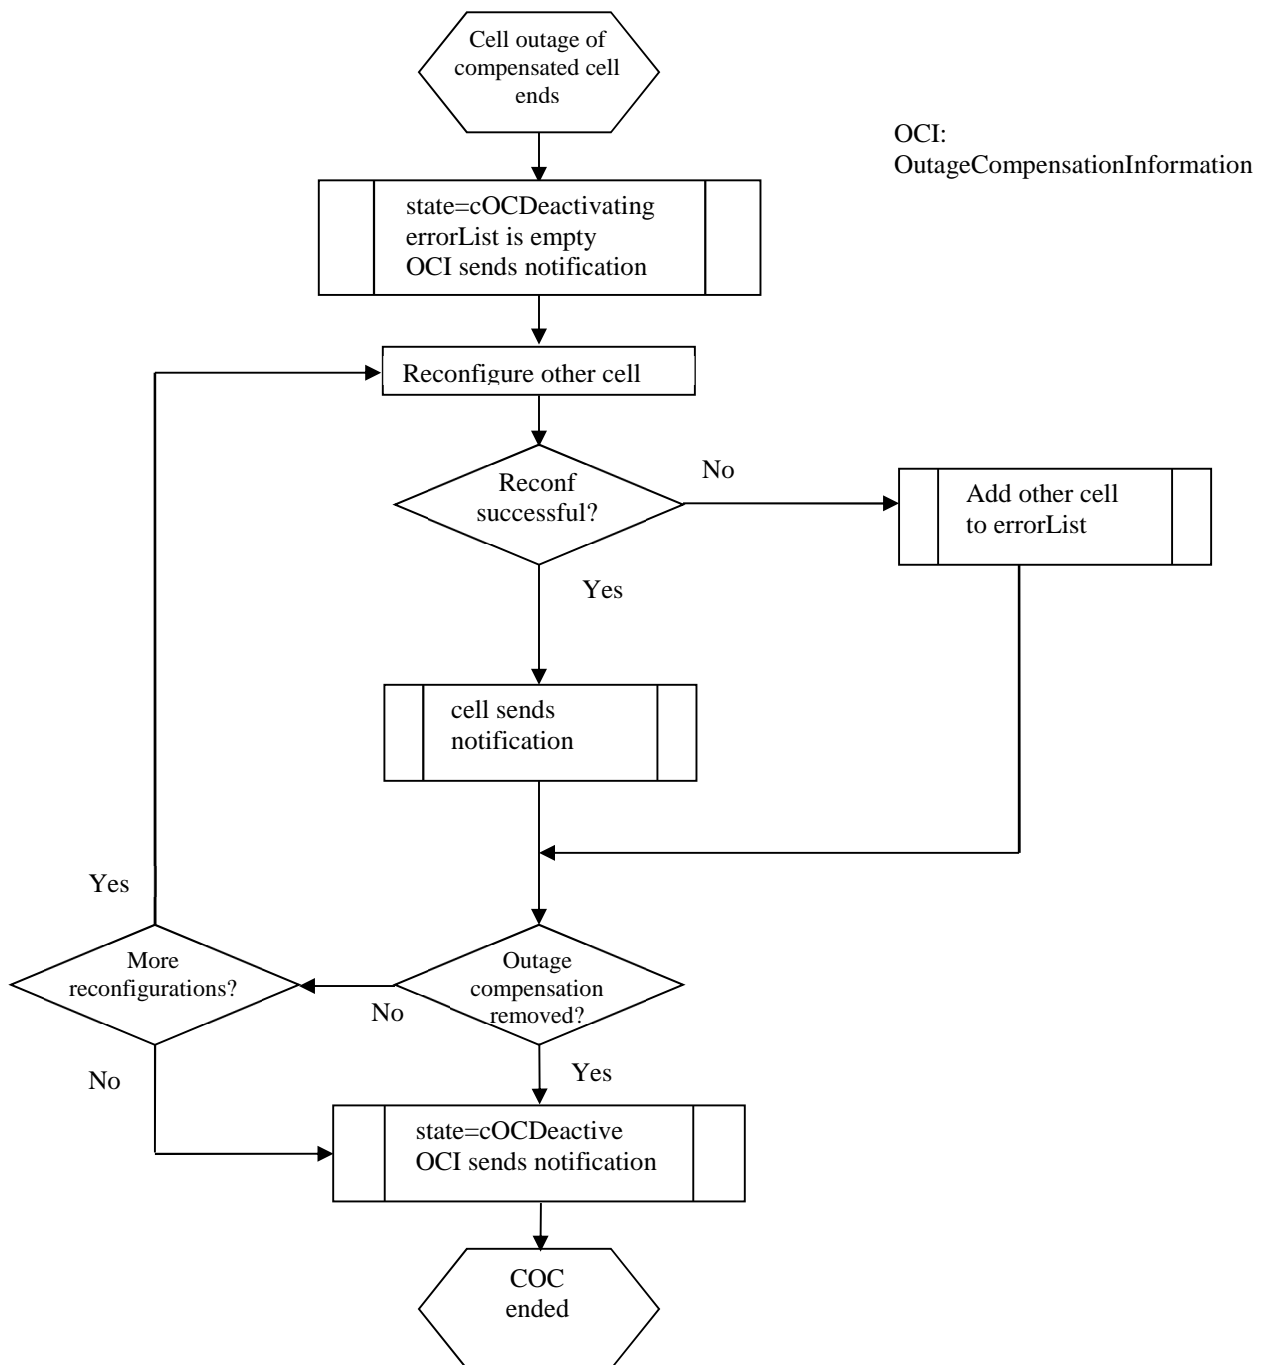 Cell outage of
compensated cell
ends
OCI:
OutageCompensationInformation
state=cOCDeactivating
errorList is empty
OCI sends notification
Reconfigure other cell
Reconf
successful?
No
Add other cell
to errorList
Yes
cell sends
notification
Yes
More
reconfigurations?
No
Outage
compensation
removed?
No
Yes
state=cOCDeactive
OCI sends notification
COC
ended